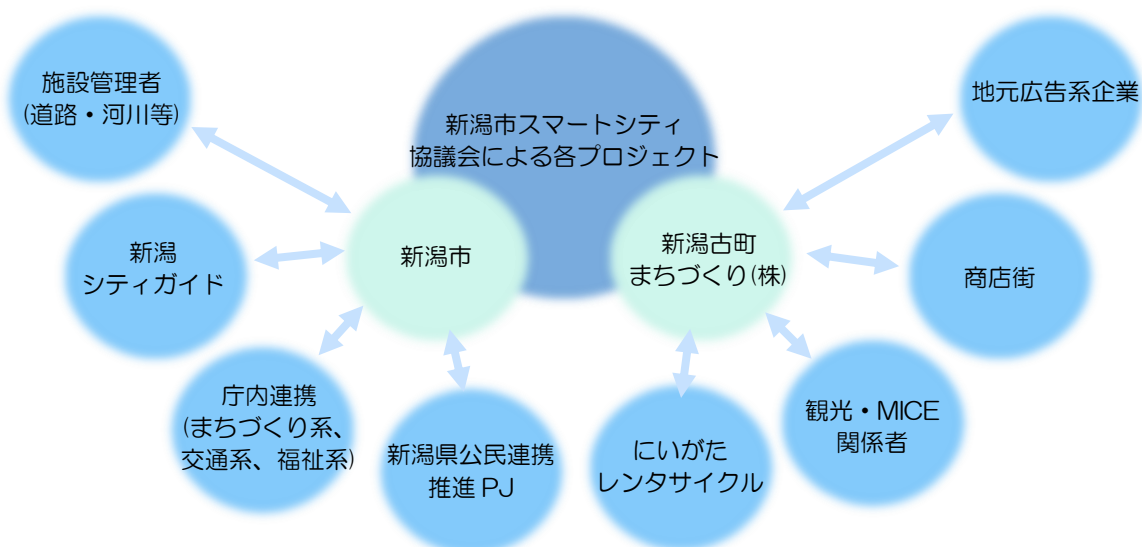 新潟市スマートシティ
協議会による各プロジェクト
施設管理者
(道路・河川等)
地元広告系企業
新潟
シティガイド
新潟市
新潟古町
まちづくり(株)
商店街
庁内連携
(まちづくり系、
交通系、福祉系)
新潟県公民連携
推進 PJ
にいがた
レンタサイクル
観光・MICE
関係者